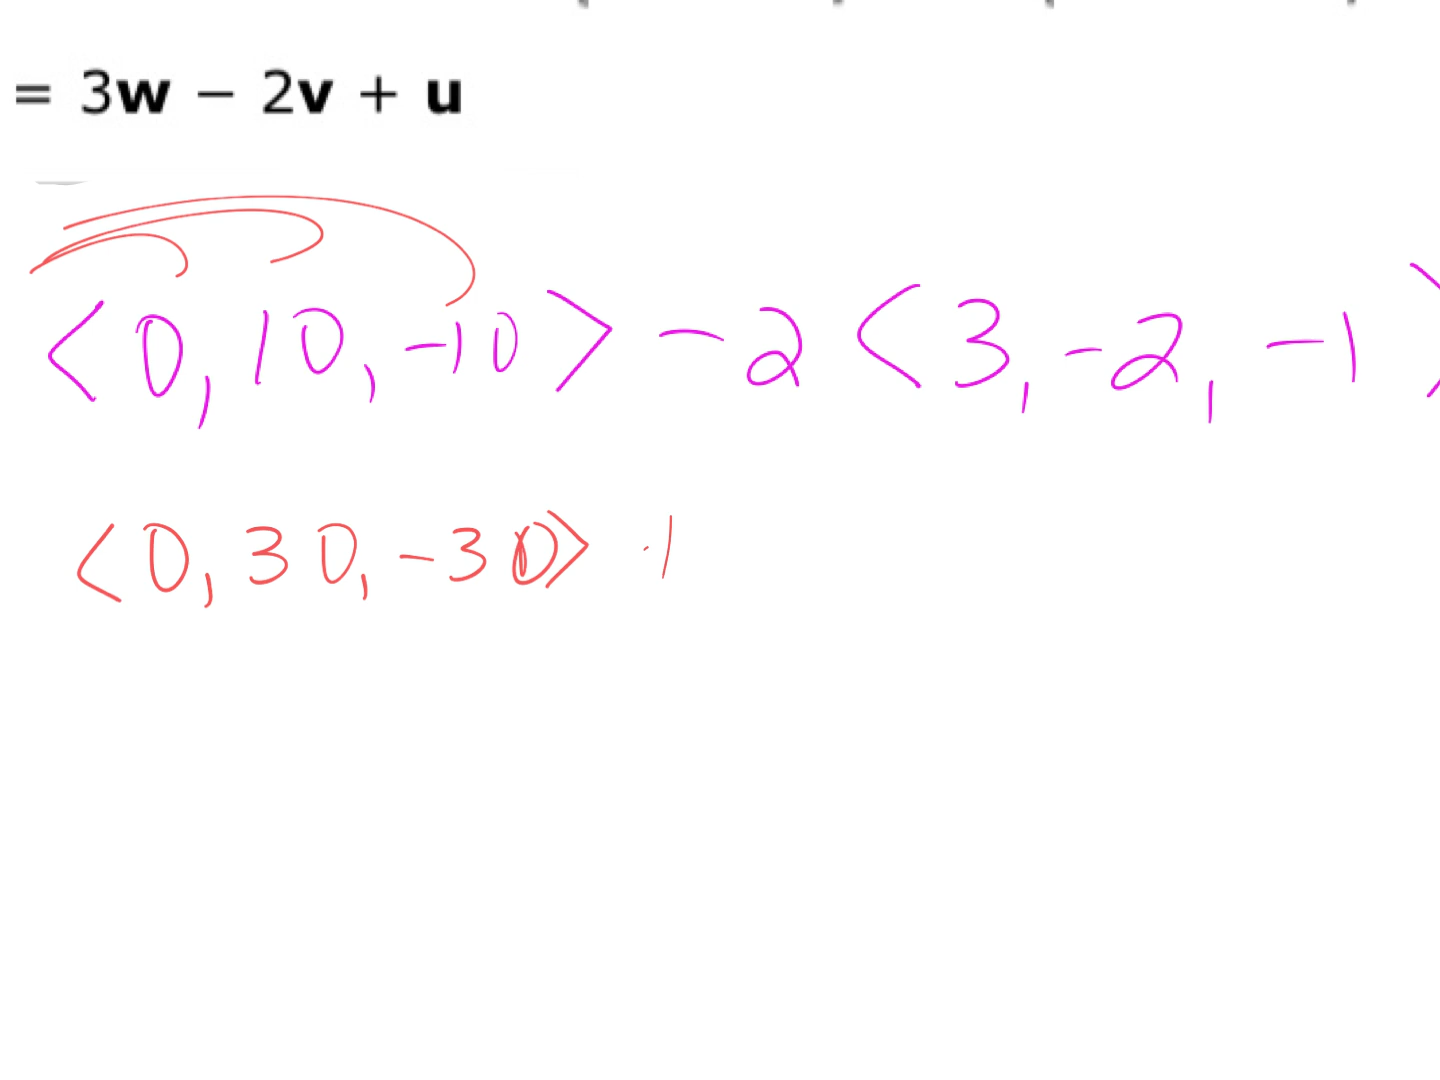 = 3w − 2v + u
<0, 10, -10> - 2 <3, -2, -1>
<0, 30, -30>